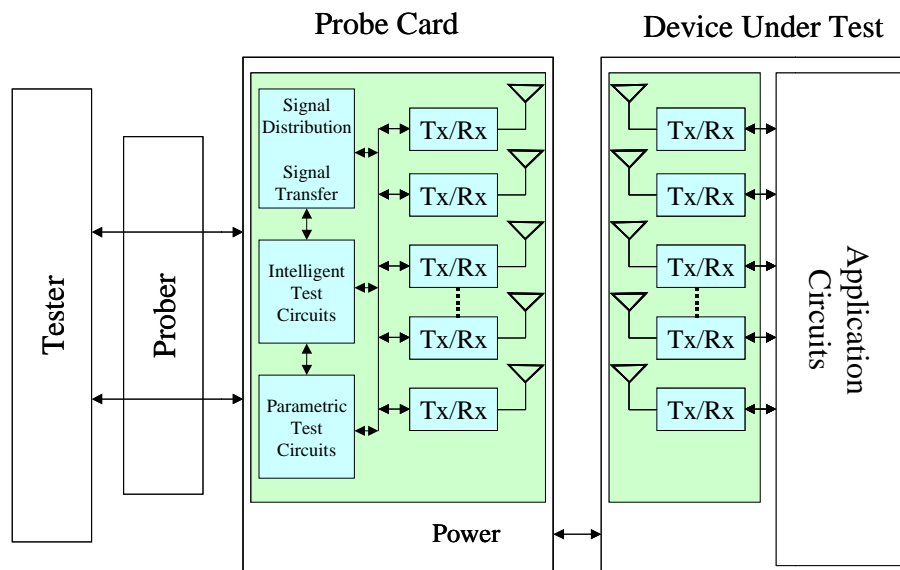 Probe Card
Device Under Test
Tester
Prober
Signal
Distribution
Signal
Transfer
Intelligent
Test
Circuits
Parametric
Test
Circuits
Tx/Rx
Tx/Rx
Tx/Rx
Tx/Rx
Tx/Rx
Tx/Rx
Tx/Rx
Tx/Rx
Tx/Rx
Tx/Rx
Application
Circuits
Power